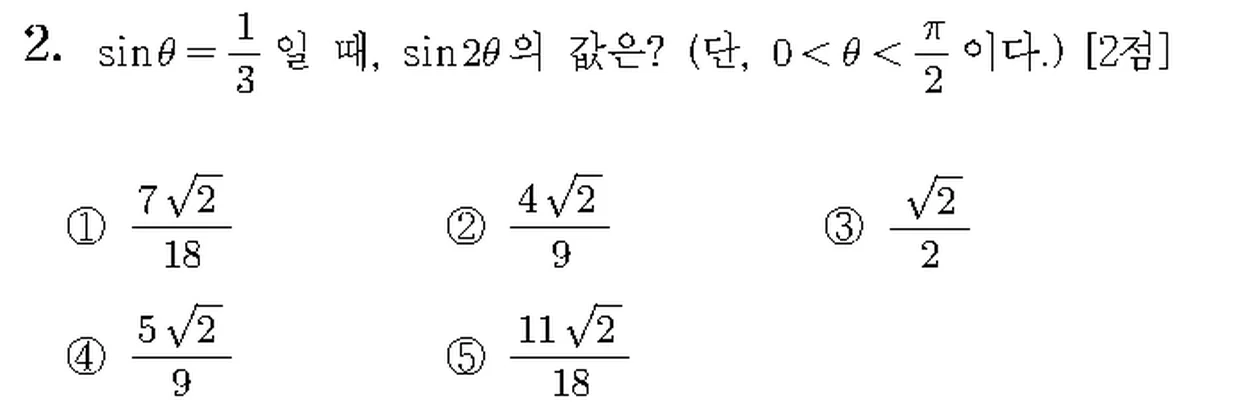 2. sinθ = 1/3 일 때, sin2θ의 값은? (단, 0 < θ < π/2 이다.) [2점]
① 7√2/18 ② 4√2/9 ③ √2/2
④ 5√2/9 ⑤ 11√2/18